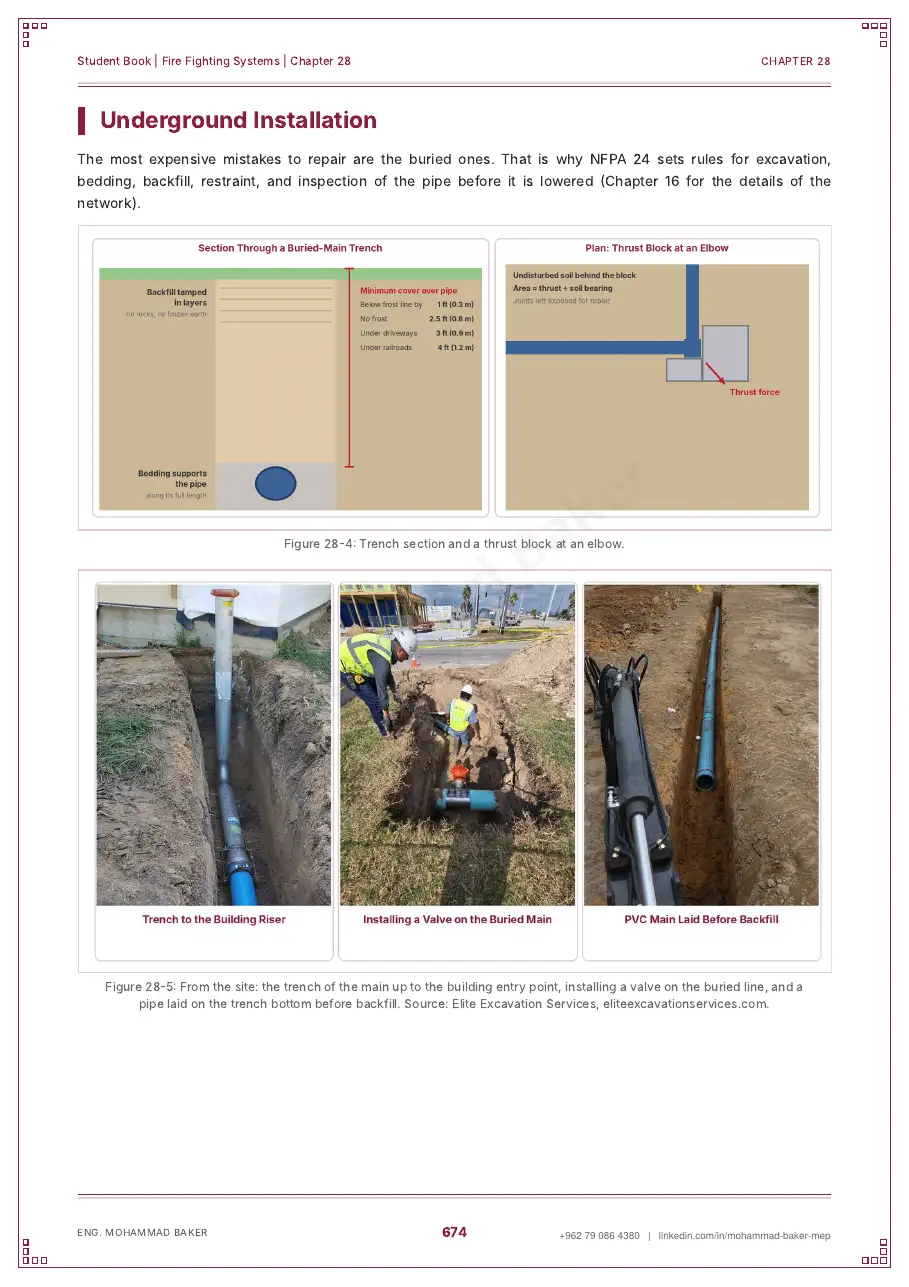 Student Book | Fire Fighting Systems | Chapter 28
CHAPTER 28
Underground Installation
The most expensive mistakes to repair are the buried ones. That is why NFPA 24 sets rules for excavation,
bedding, backfill, restraint, and inspection of the pipe before it is lowered (Chapter 16 for the details of the
network).
Section Through a Buried-Main Trench
Backfill tamped
in layers
no rocks, no frozen earth
Minimum cover over pipe
Below frost line by 1 ft (0.3 m)
No frost 2.5 ft (0.8 m)
Under driveways 3 ft (0.9 m)
Under railroads 4 ft (1.2 m)
Bedding supports
the pipe
along its full length
Plan: Thrust Block at an Elbow
Undisturbed soil behind the block
Area = thrust ÷ soil bearing
Joints left exposed for repair
Thrust force
Figure 28-4: Trench section and a thrust block at an elbow.
Trench to the Building Riser
Installing a Valve on the Buried Main
PVC Main Laid Before Backfill
Figure 28-5: From the site: the trench of the main up to the building entry point, installing a valve on the buried line, and a
pipe laid on the trench bottom before backfill. Source: Elite Excavation Services, eliteexcavationservices.com.
ENG. MOHAMMAD BAKER
674
+962 79 086 4380 | linkedin.com/in/mohammad-baker-mep